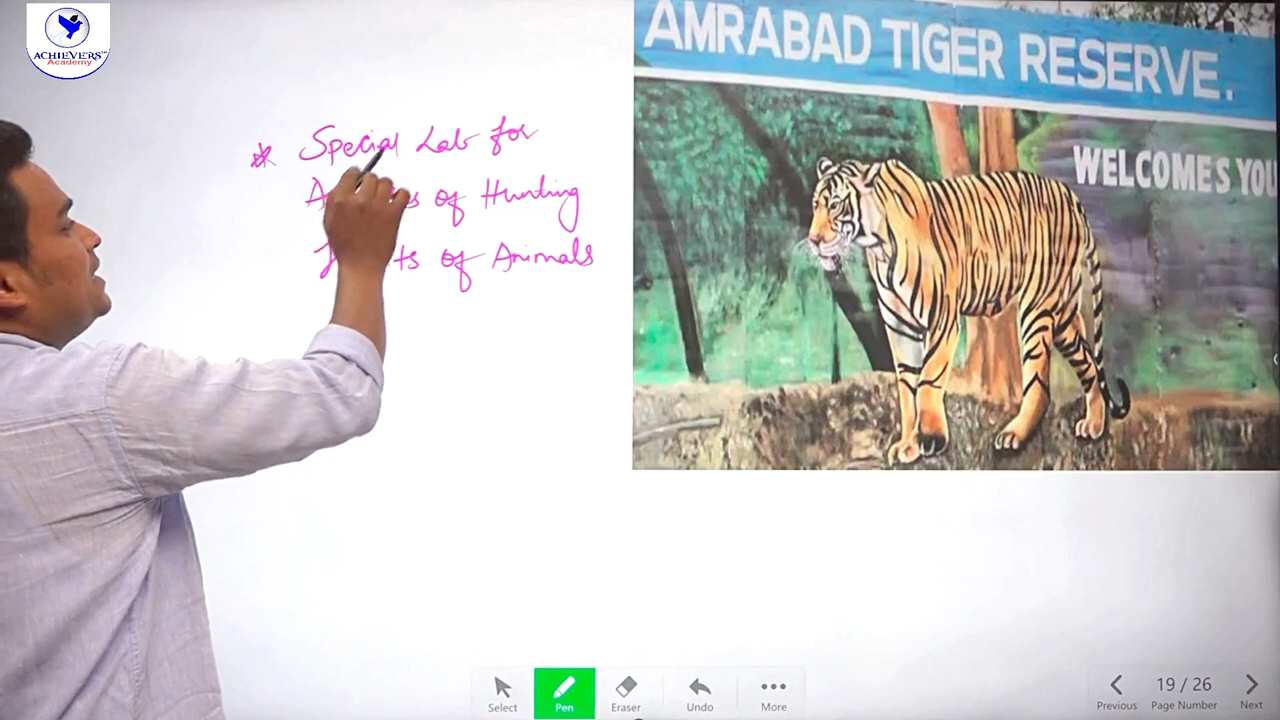 ACHIEVERS
Academy
AMRABAD TIGER RESERVE.
WELCOMES YOU
* Special Lab for
of Hunting
of Animals
Select
Pen
Eraser
Undo
More
19 / 26
Previous
Page Number
Next